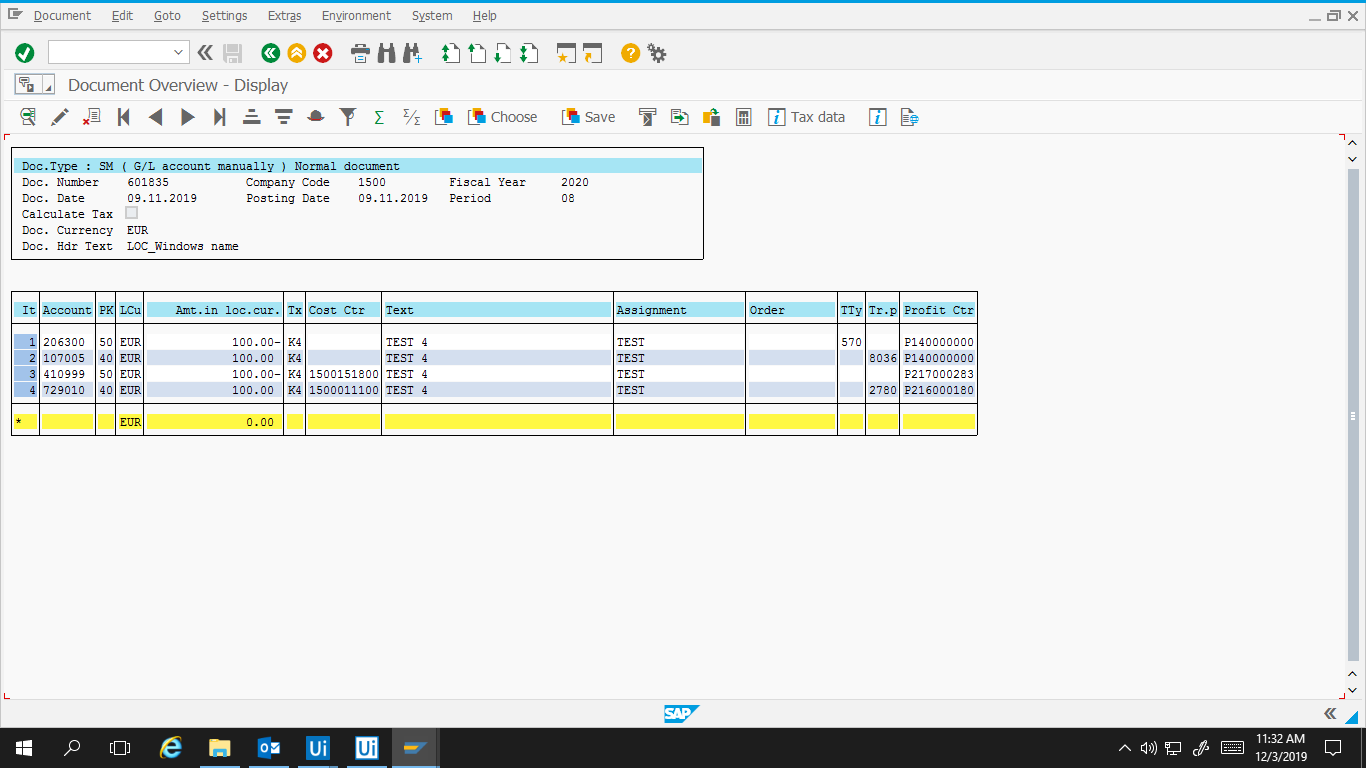 Document Edit Goto Settings Extras Environment System Help
Document Overview - Display
Choose Save Tax data
Doc.Type : SM ( G/L account manually ) Normal document
Doc. Number 601835 Company Code 1500 Fiscal Year 2020
Doc. Date 09.11.2019 Posting Date 09.11.2019 Period 08
Calculate Tax
Doc. Currency EUR
Doc. Hdr Text LOC_Windows name
It Account PK LCu Amt.in loc.cur. Tx Cost Ctr Text Assignment Order TTy Tr.p Profit Ctr
1 206300 50 EUR 100.00- K4 TEST 4 TEST 570 P140000000
2 107005 40 EUR 100.00 K4 TEST 4 TEST 8036 P140000000
3 410999 50 EUR 100.00- K4 1500151800 TEST 4 TEST P217000283
4 729010 40 EUR 100.00 K4 1500011100 TEST 4 TEST 2780 P216000180
* EUR 0.00
SAP
Ui Ui
11:32 AM
12/3/2019